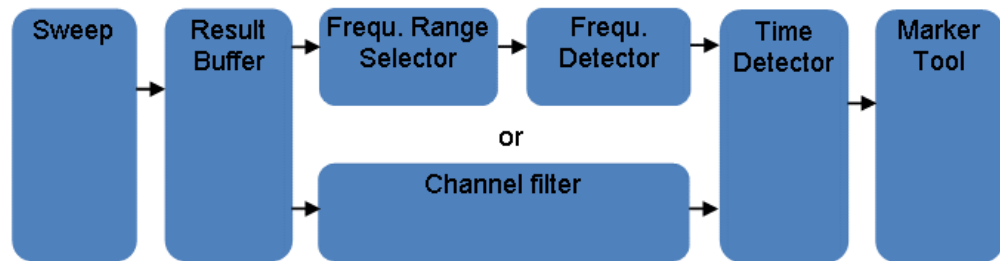 Sweep
Result
Buffer
Frequ. Range
Selector
Frequ.
Detector
Time
Detector
Marker
Tool
or
Channel filter